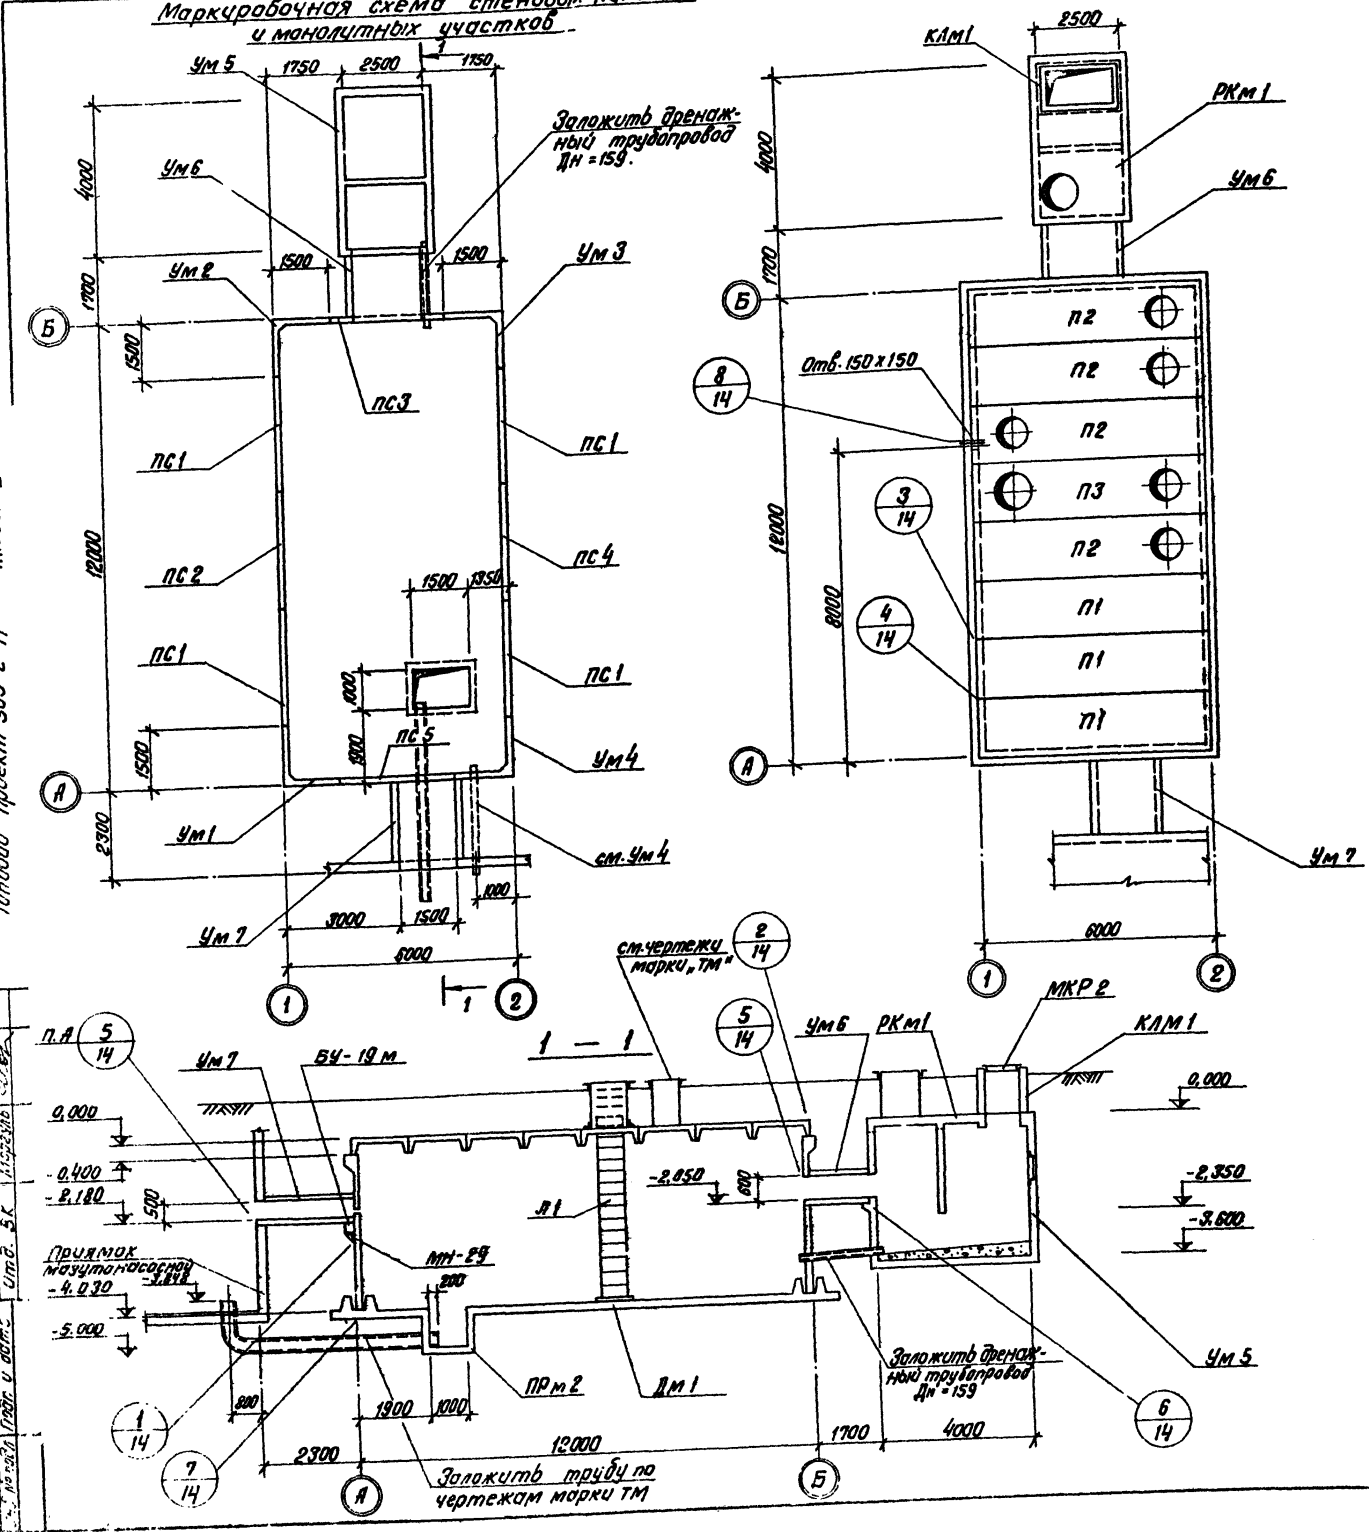 Маркировочная схема стеновых
и монолитных участков
1
Ум 5
1750
2500
1750
Заложить дренаж-
ный трубопровод
Дн = 159.
4000
Ум 6
1700
Ум 2
1500
1500
Ум 3
Б
1500
ПС 3
ПС 1
ПС 1
12000
ПС 2
ПС 4
1500
1350
ПС 1
1000
ПС 1
1500
1900
ПС 5
Ум 4
А
2300
Ум 1
см. Ум 4
1000
Ум 7
3000
1500
6000
1
1
2
2500
КЛМ 1
РКм 1
4000
Ум 6
1700
Б
П2
8
14
Отв. 150 х 150
П2
П2
3
14
П3
12000
8000
П2
4
14
П1
П1
П1
А
Ум 7
6000
1
2
типовой проект
П. А
5
14
см. чертежи
марки „ТМ"
2
14
5
14
1 — 1
Ум 7
БУ - 19 м
Ум 6
РКм 1
МКР 2
КЛМ 1
0,000
0,000
-0.400
-2,180
500
-2,850
600
-2,350
-3.600
Л 1
Приямок
мазутонасосной
МН-29
200
-4.030
-5.000
800
1900
1000
ПРм 2
Дм 1
Заложить дренаж-
ный трубопровод
Дн = 159
Ум 5
1
14
6
14
2300
12000
1700
4000
7
14
А
Заложить трубу по
чертежам марки ТМ
Б